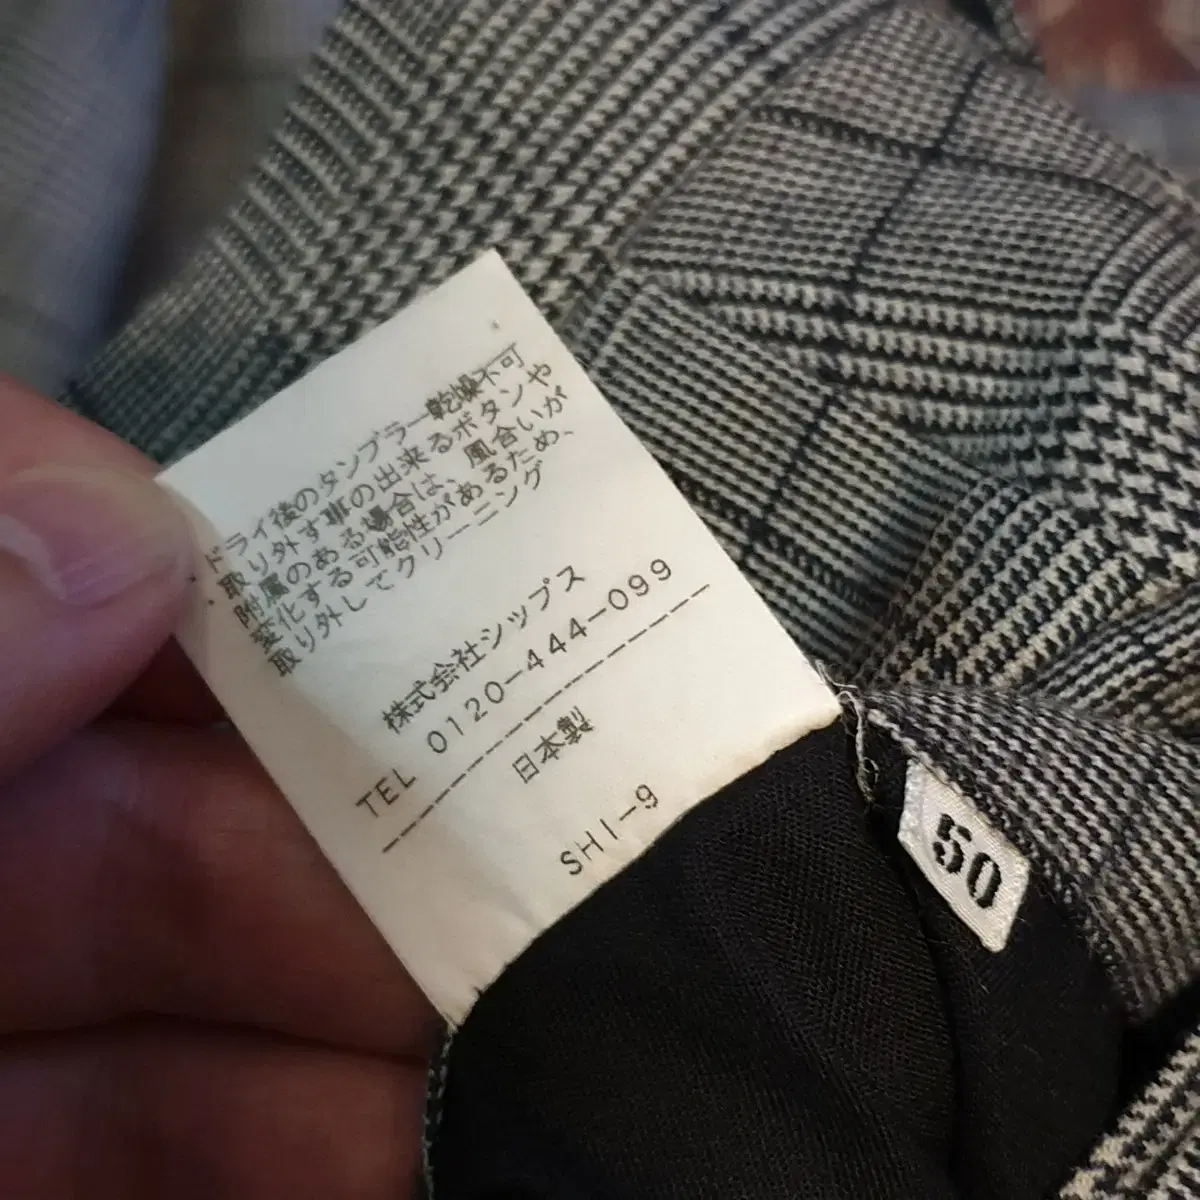 ・ドライ後のタンブラー乾燥不可
・取り外す事の出来るボタンや
附属のある場合は、風合いが
変化する可能性があるため、
取り外してクリーニング
株式会社シップス
TEL 0120-444-099
日本製
SHI-9
50